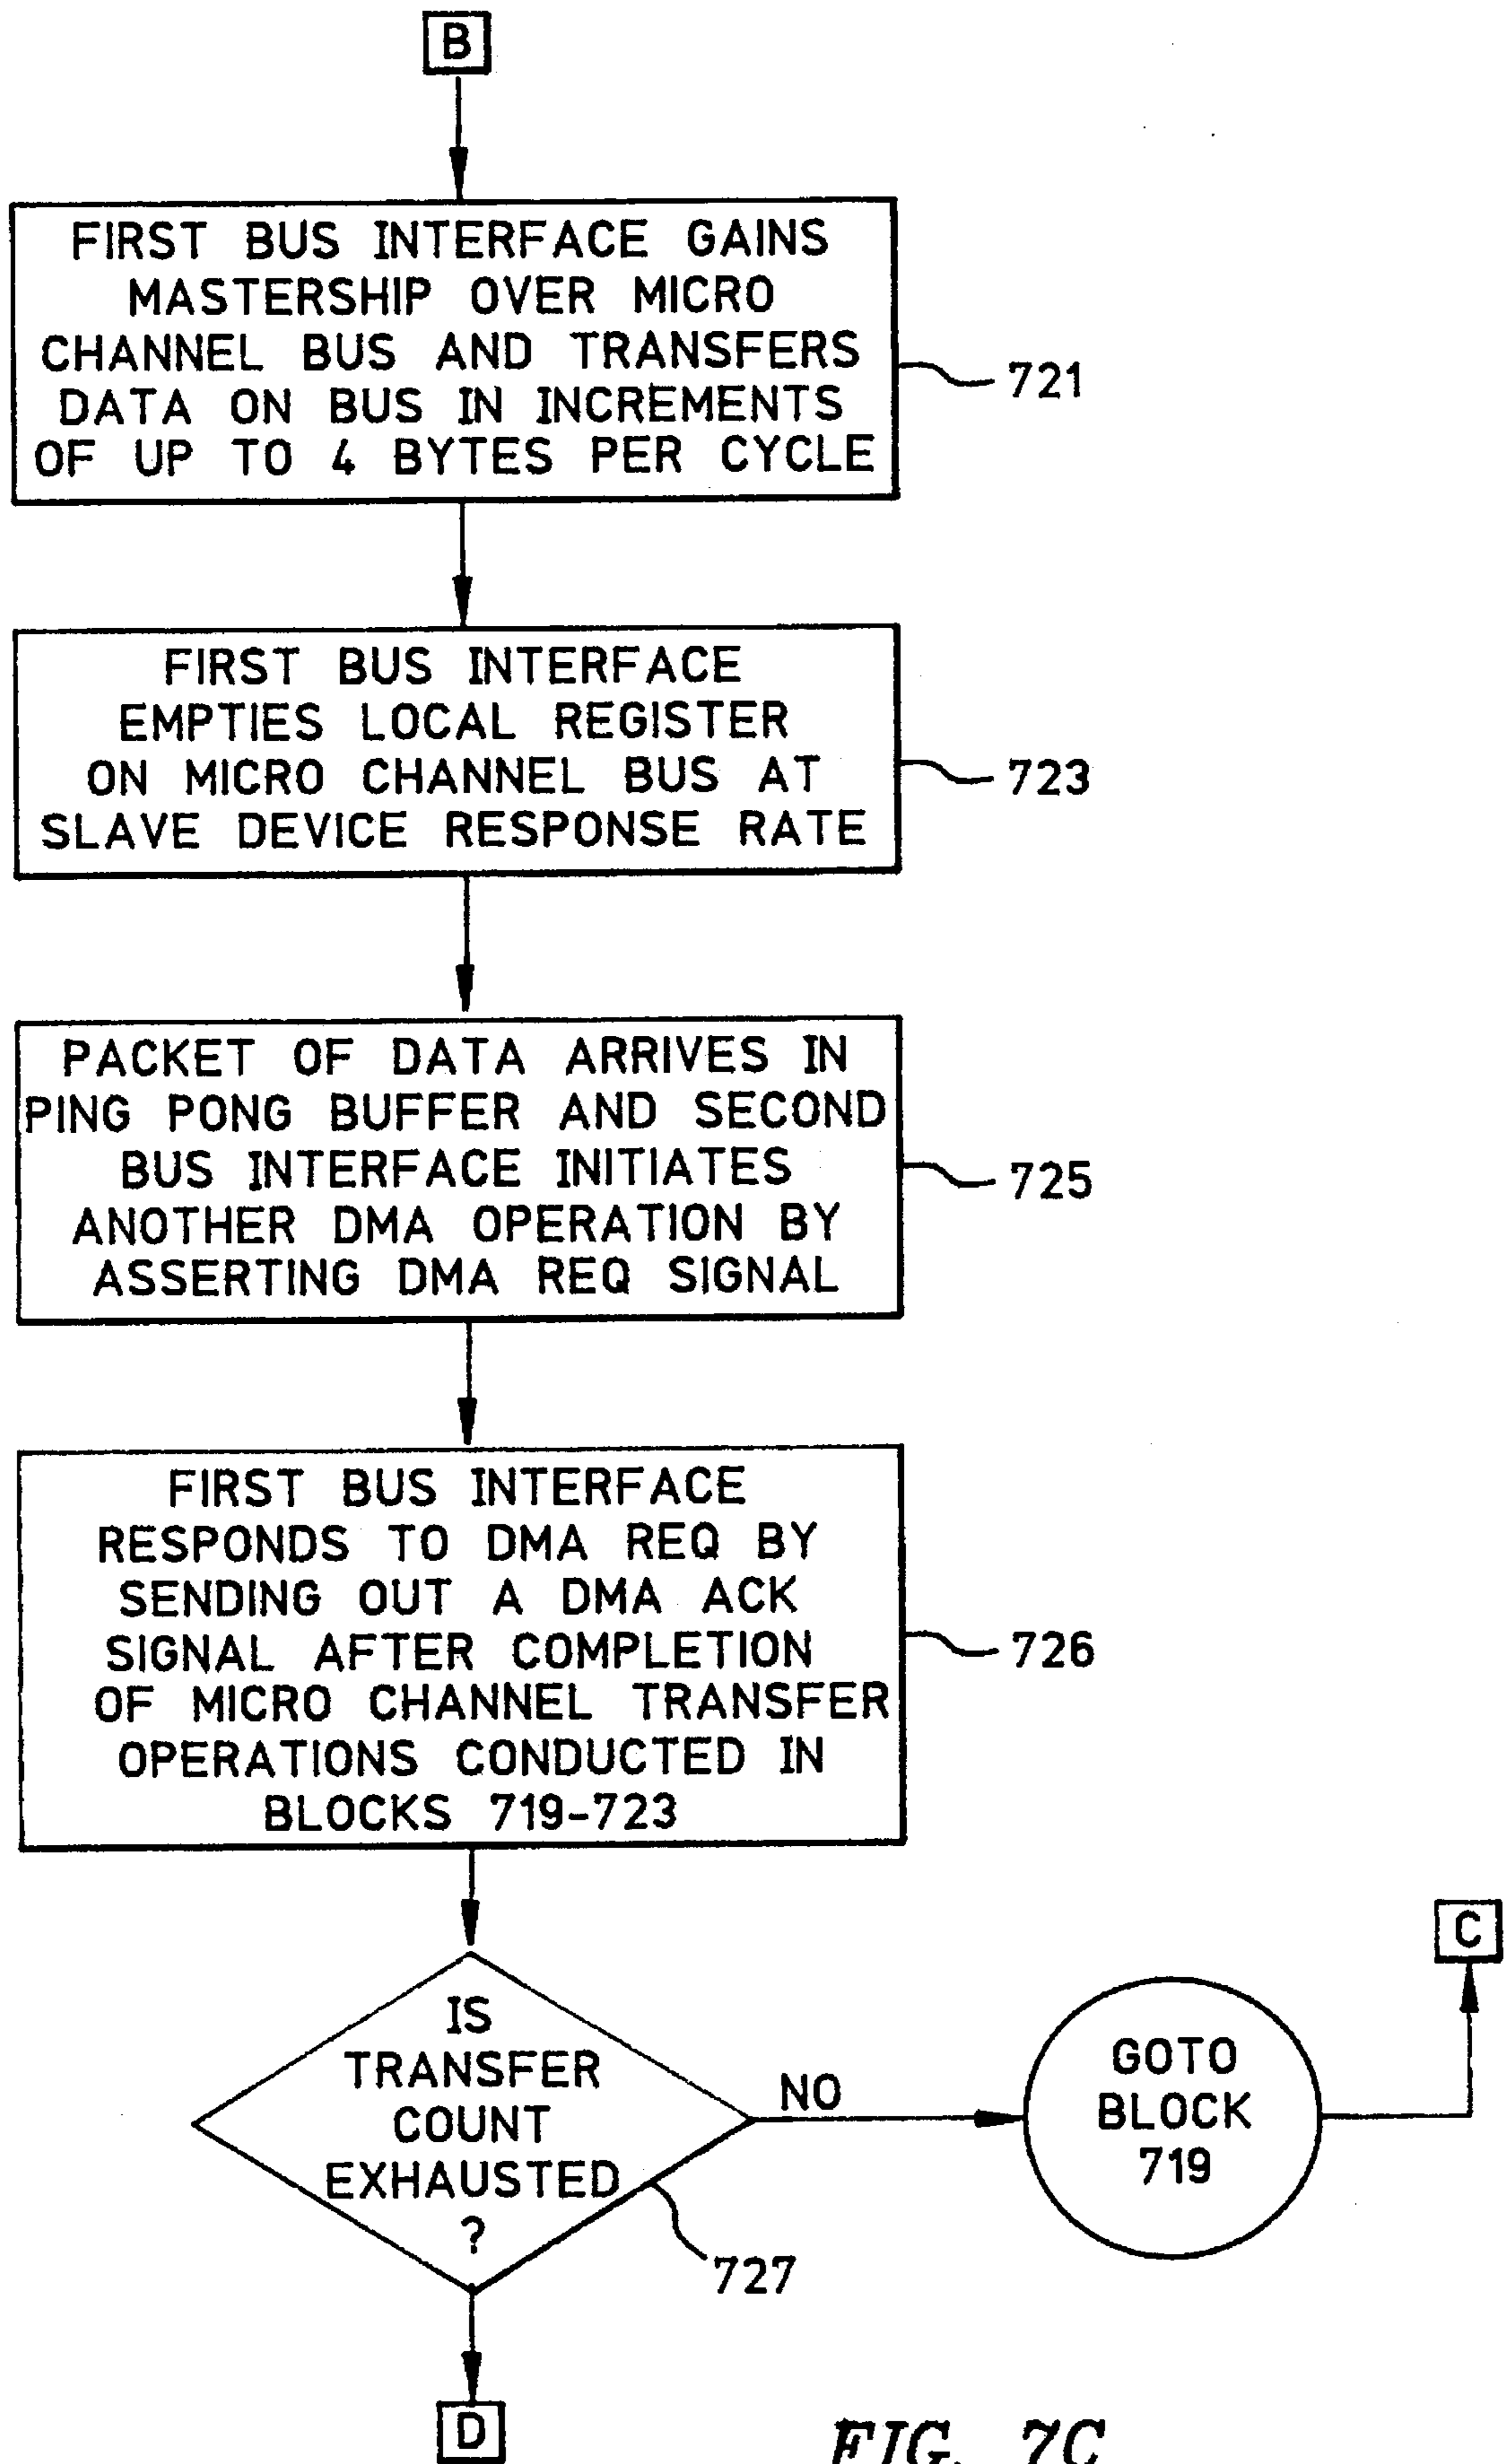 B
FIRST BUS INTERFACE GAINS
MASTERSHIP OVER MICRO
CHANNEL BUS AND TRANSFERS
DATA ON BUS IN INCREMENTS
OF UP TO 4 BYTES PER CYCLE
721
FIRST BUS INTERFACE
EMPTIES LOCAL REGISTER
ON MICRO CHANNEL BUS AT
SLAVE DEVICE RESPONSE RATE
723
PACKET OF DATA ARRIVES IN
PING PONG BUFFER AND SECOND
BUS INTERFACE INITIATES
ANOTHER DMA OPERATION BY
ASSERTING DMA REQ SIGNAL
725
FIRST BUS INTERFACE
RESPONDS TO DMA REQ BY
SENDING OUT A DMA ACK
SIGNAL AFTER COMPLETION
OF MICRO CHANNEL TRANSFER
OPERATIONS CONDUCTED IN
BLOCKS 719-723
726
IS
TRANSFER
COUNT
EXHAUSTED
?
727
NO
GOTO
BLOCK
719
C
D
FIG. 7C